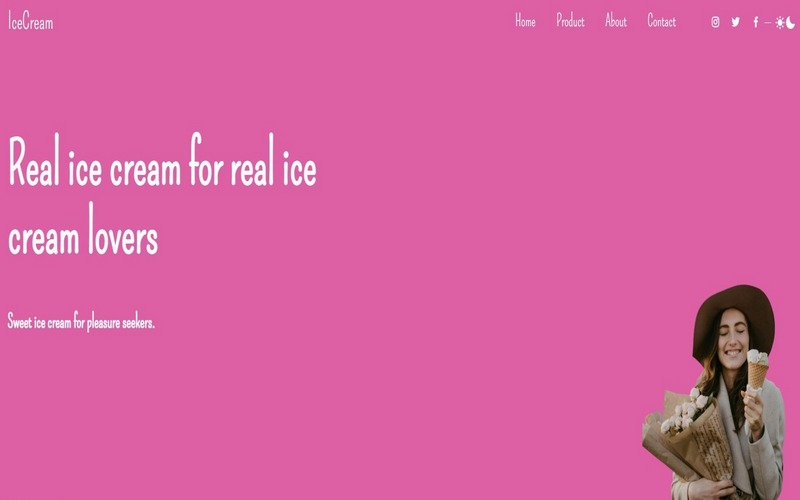 IceCream
Home Product About Contact
Real ice cream for real ice
cream lovers
Sweet ice cream for pleasure seekers.